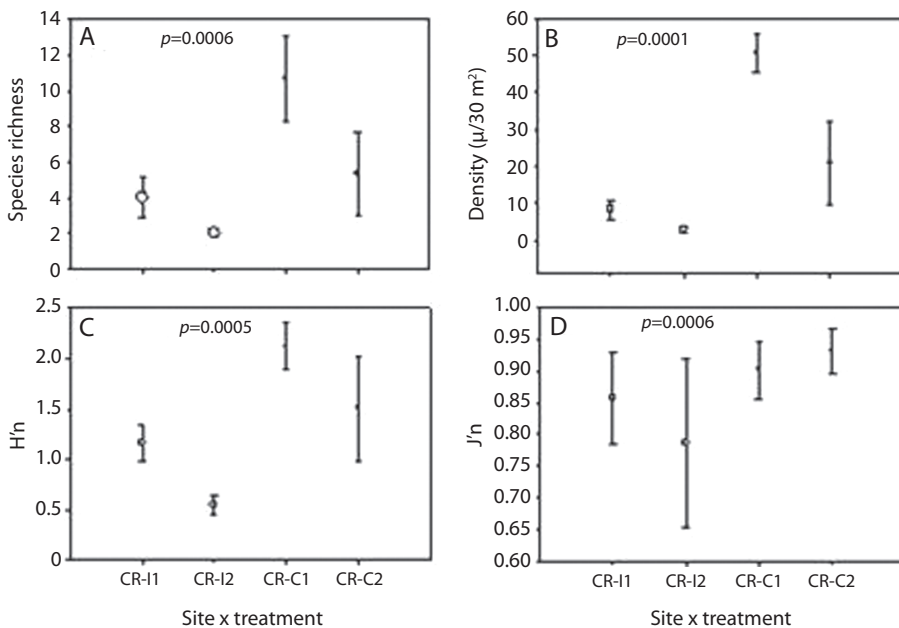 A
p=0.0006
Species richness
14
12
10
8
6
4
2
0
B
p=0.0001
Density (μ/30 m²)
60
50
40
30
20
10
0
C
p=0.0005
H'n
2.5
2.0
1.5
1.0
0.5
0
CR-I1 CR-I2 CR-C1 CR-C2
Site x treatment
D
p=0.0006
J'n
1.00
0.95
0.90
0.85
0.80
0.75
0.70
0.65
0.60
CR-I1 CR-I2 CR-C1 CR-C2
Site x treatment